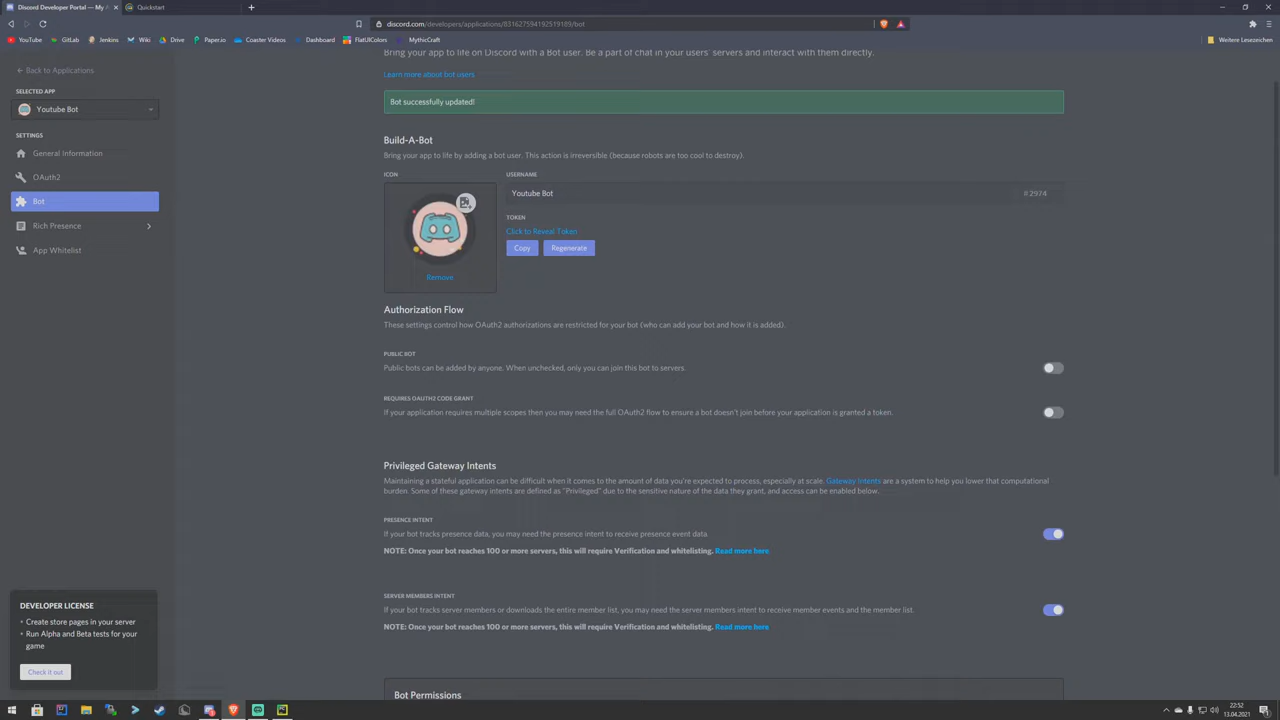 Discord Developer Portal — My A
Quickstart
discord.com/developers/applications/831627594192519189/bot
YouTube
GitLab
Jenkins
Wiki
Drive
Paper.io
Coaster Videos
Dashboard
FlatUIColors
MythicCraft
Weitere Lesezeichen
← Back to Applications
SELECTED APP
Youtube Bot
SETTINGS
General Information
OAuth2
Bot
Rich Presence
App Whitelist
Bring your app to life on Discord with a Bot user. Be a part of chat in your users' servers and interact with them directly.
Learn more about bot users
Bot successfully updated!
Build-A-Bot
Bring your app to life by adding a bot user. This action is irreversible (because robots are too cool to destroy).
ICON
Remove
USERNAME
Youtube Bot
#2974
TOKEN
Click to Reveal Token
Copy
Regenerate
Authorization Flow
These settings control how OAuth2 authorizations are restricted for your bot (who can add your bot and how it is added).
PUBLIC BOT
Public bots can be added by anyone. When unchecked, only you can join this bot to servers.
REQUIRES OAUTH2 CODE GRANT
If your application requires multiple scopes then you may need the full OAuth2 flow to ensure a bot doesn't join before your application is granted a token.
Privileged Gateway Intents
Maintaining a stateful application can be difficult when it comes to the amount of data you're expected to process, especially at scale. Gateway Intents are a system to help you lower that computational
burden. Some of these gateway intents are defined as "Privileged" due to the sensitive nature of the data they grant, and access can be enabled below.
PRESENCE INTENT
If your bot tracks presence data, you may need the presence intent to receive presence event data.
NOTE: Once your bot reaches 100 or more servers, this will require Verification and whitelisting. Read more here
SERVER MEMBERS INTENT
If your bot tracks server members or downloads the entire member list, you may need the server members intent to receive member events and the member list.
NOTE: Once your bot reaches 100 or more servers, this will require Verification and whitelisting. Read more here
Bot Permissions
DEVELOPER LICENSE
• Create store pages in your server
• Run Alpha and Beta tests for your
game
Check it out
22:52
13.04.2021